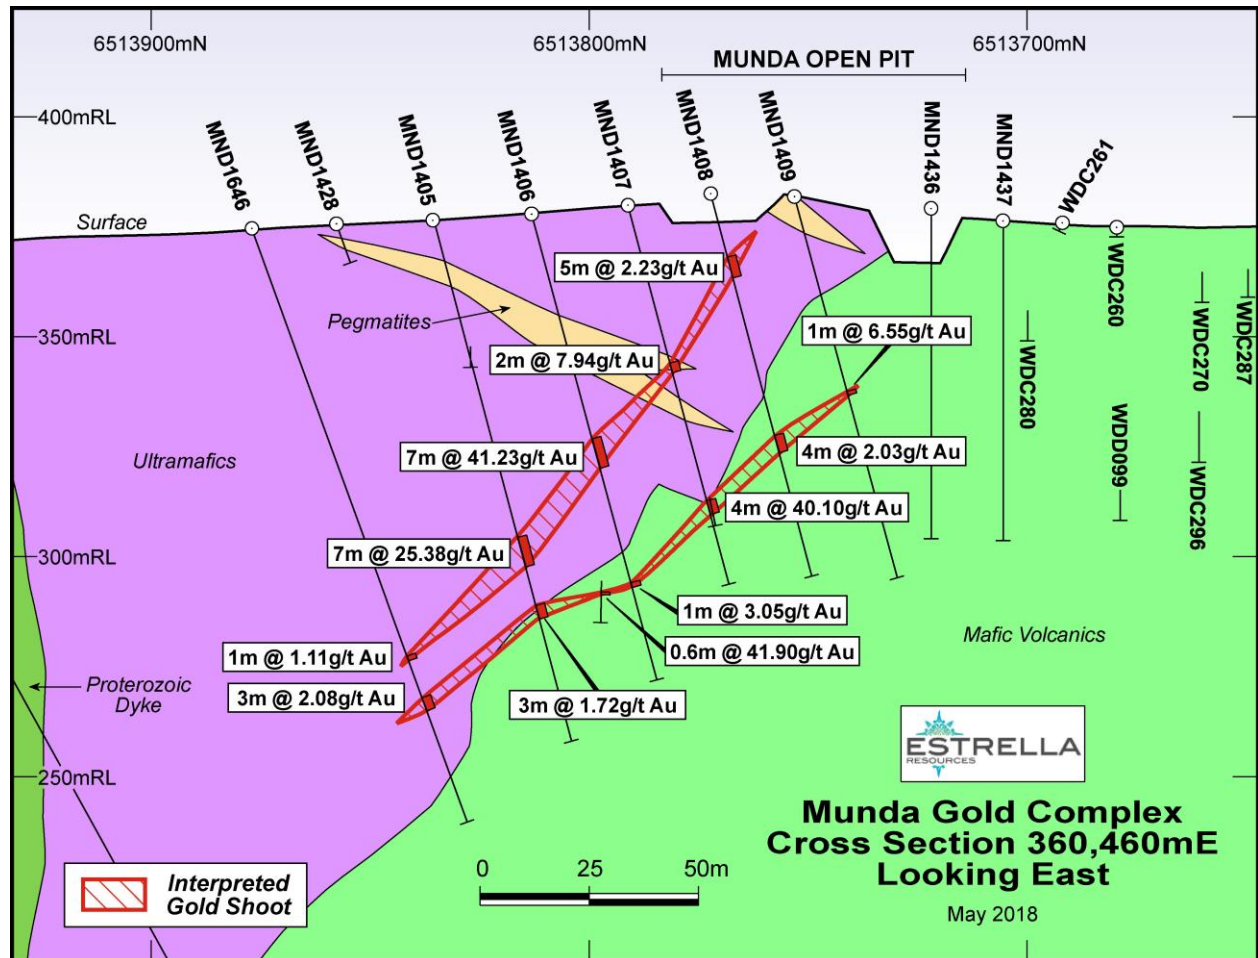 6513900mN
6513800mN
6513700mN
MUNDA OPEN PIT
400mRL
MND1646
MND1428
MND1405
MND1406
MND1407
MND1408
MND1409
MND1436
MND1437
WDC261
Surface
5m @ 2.23g/t Au
WDC260
WDC270
WDC287
Pegmatites
1m @ 6.55g/t Au
350mRL
2m @ 7.94g/t Au
WDC280
Ultramafics
7m @ 41.23g/t Au
4m @ 2.03g/t Au
WDD099
WDC296
4m @ 40.10g/t Au
7m @ 25.38g/t Au
300mRL
1m @ 3.05g/t Au
Mafic Volcanics
1m @ 1.11g/t Au
0.6m @ 41.90g/t Au
Proterozoic
Dyke
3m @ 2.08g/t Au
3m @ 1.72g/t Au
ESTRELLA
RESOURCES
250mRL
Munda Gold Complex
Cross Section 360,460mE
Looking East
May 2018
0 25 50m
Interpreted
Gold Shoot